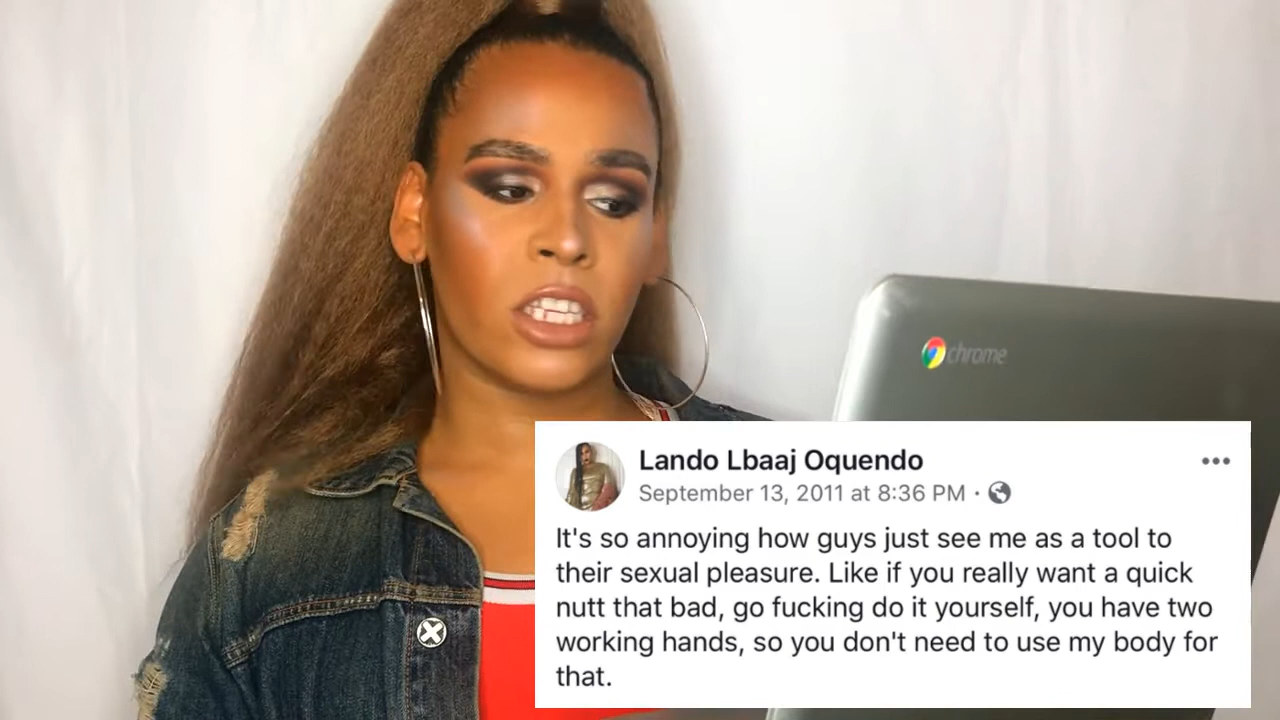 chrome
Lando Lbaaj Oquendo
September 13, 2011 at 8:36 PM ·
It's so annoying how guys just see me as a tool to
their sexual pleasure. Like if you really want a quick
nutt that bad, go fucking do it yourself, you have two
working hands, so you don't need to use my body for
that.